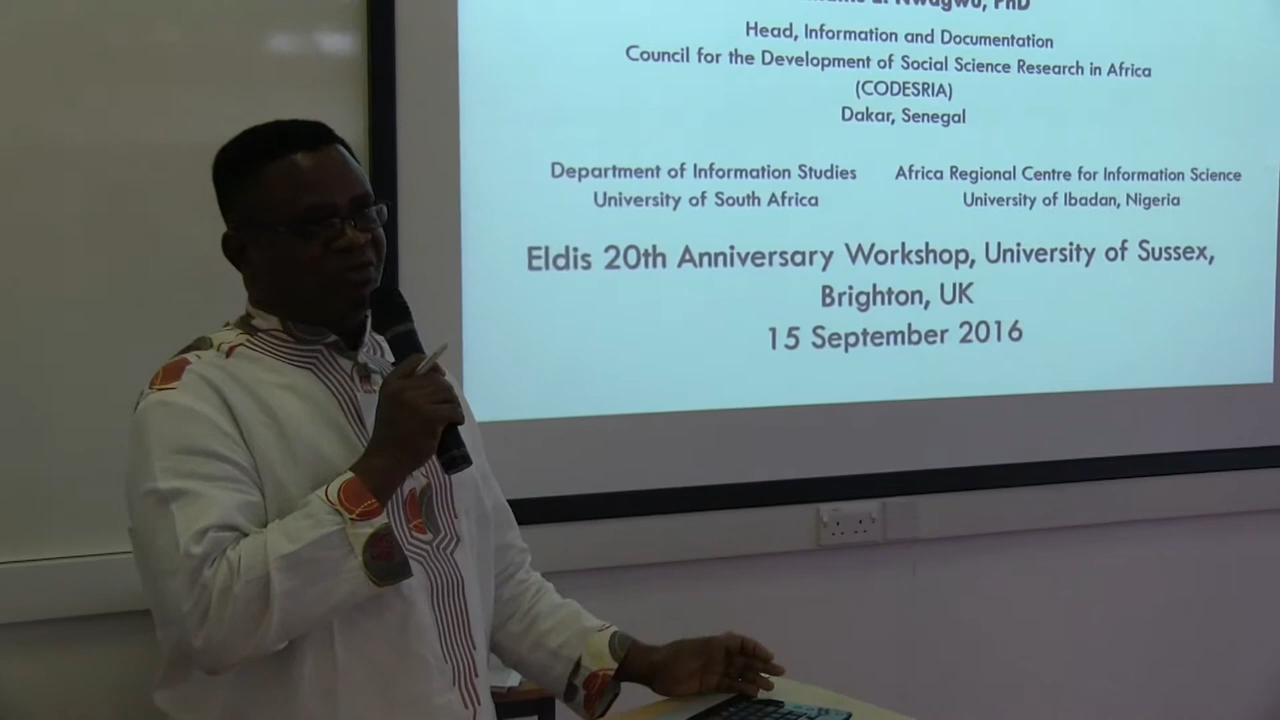 Nwagwu, PhD
Head, Information and Documentation
Council for the Development of Social Science Research in Africa
(CODESRIA)
Dakar, Senegal
Department of Information Studies
University of South Africa
Africa Regional Centre for Information Science
University of Ibadan, Nigeria
Eldis 20th Anniversary Workshop, University of Sussex,
Brighton, UK
15 September 2016